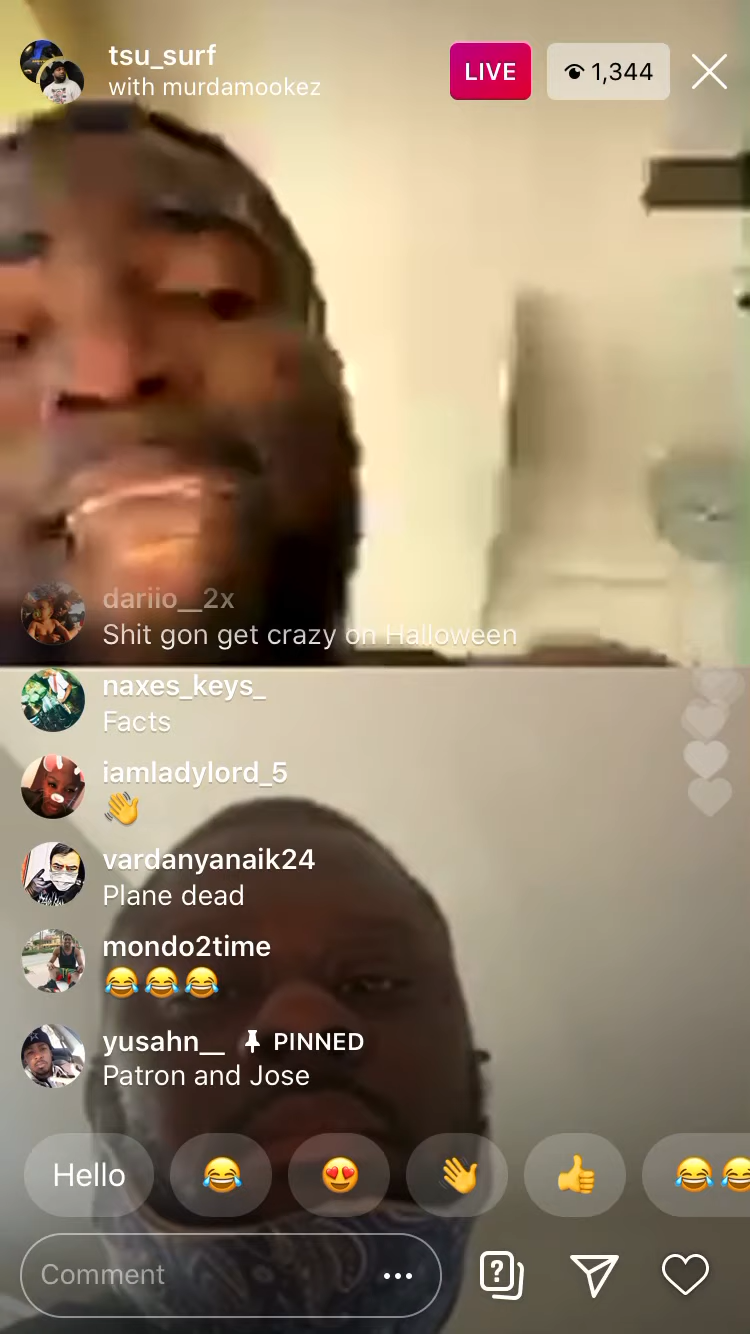 tsu_surf
with murdamookez
LIVE
1,344
dariio__2x
Shit gon get crazy on Halloween
naxes_keys_
Facts
iamladylord_5
👋
vardanyanaik24
Plane dead
mondo2time
😂😂😂
yusahn__ PINNED
Patron and Jose
Hello 😂 😍 👋 👍 😂😂
Comment